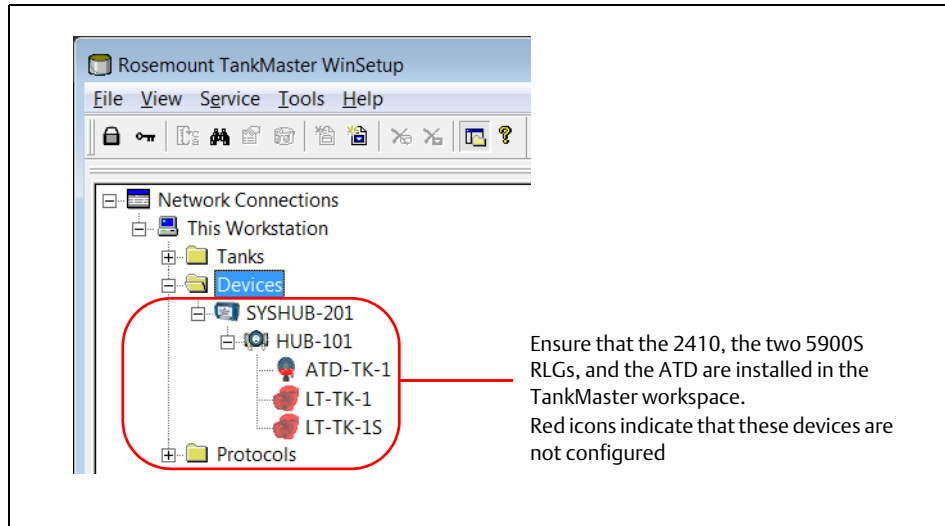 Rosemount TankMaster WinSetup
File View Service Tools Help
Network Connections
This Workstation
Tanks
Devices
SYSHUB-201
HUB-101
ATD-TK-1
LT-TK-1
LT-TK-1S
Protocols
Ensure that the 2410, the two 5900S
RLGs, and the ATD are installed in the
TankMaster workspace.
Red icons indicate that these devices are
not configured